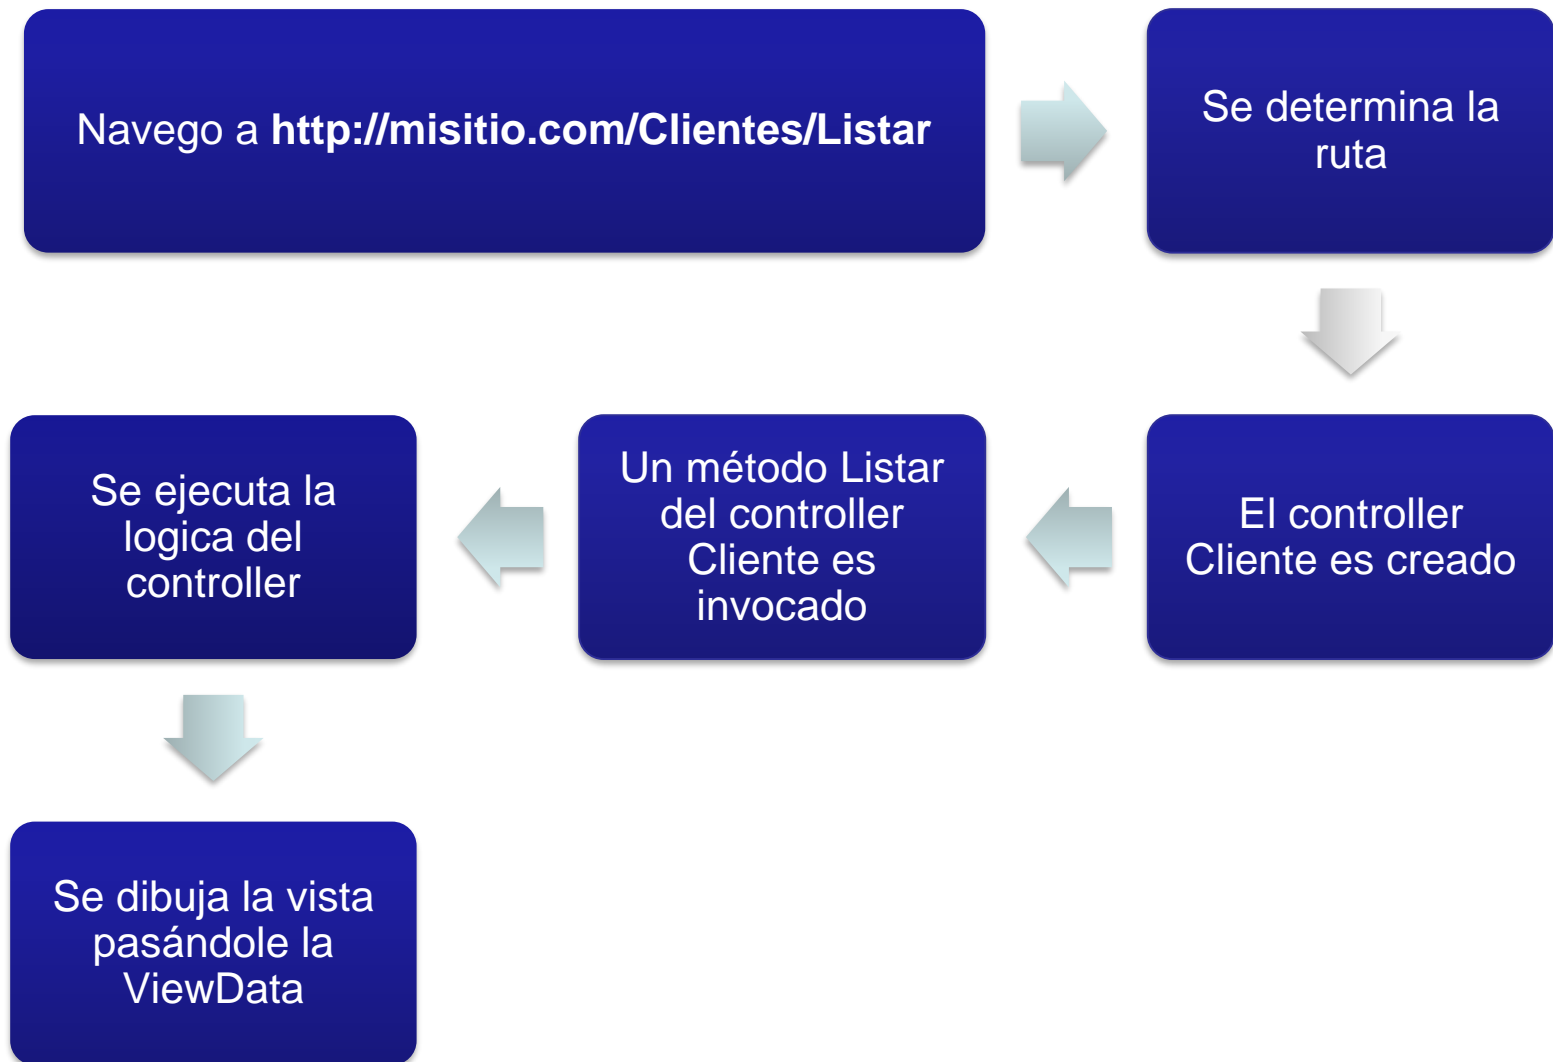 Navego a http://misitio.com/Clientes/Listar
Se determina la
ruta
El controller
Cliente es creado
Un método Listar
del controller
Cliente es
invocado
Se ejecuta la
logica del
controller
Se dibuja la vista
pasándole la
ViewData